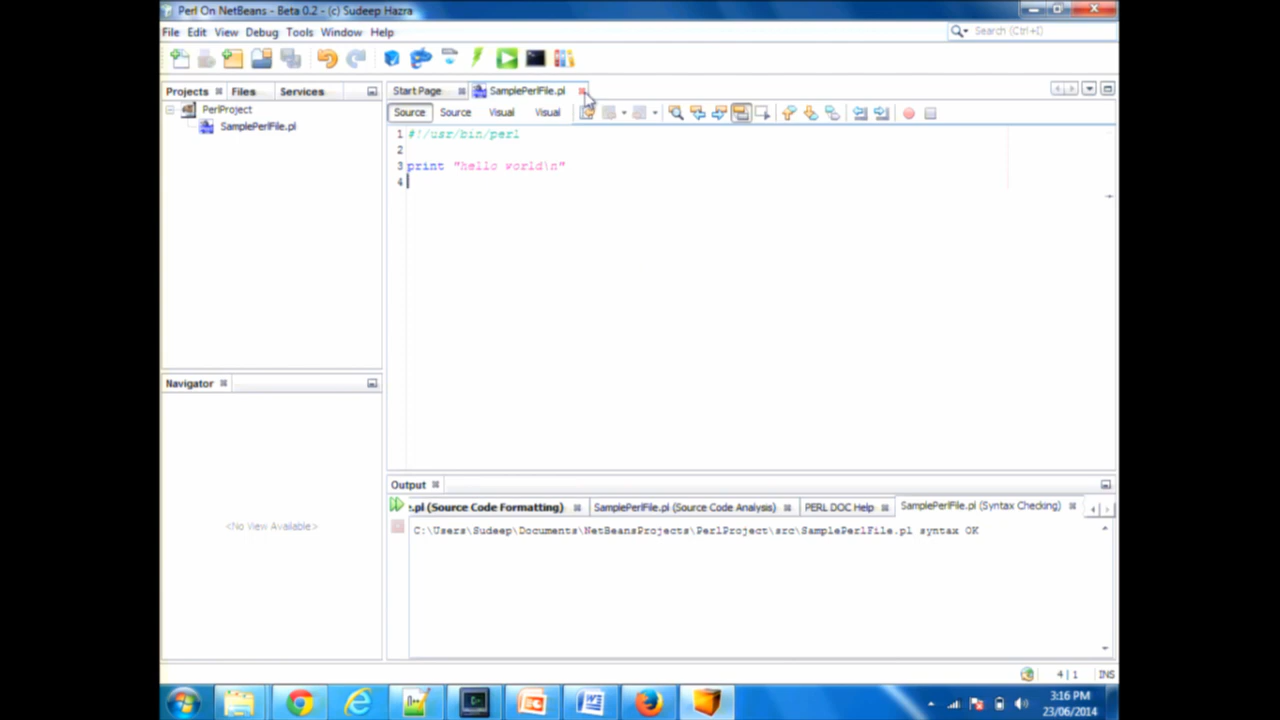 Perl On NetBeans - Beta 0.2 - (c) Sudeep Hazra
File Edit View Debug Tools Window Help
Search (Ctrl+I)
Projects Files Services
PerlProject
SamplePerlFile.pl
Start Page SamplePerlFile.pl
Source Source Visual Visual
1 #!/usr/bin/perl
2
3 print "hello world\n"
4
Navigator
<No View Available>
Output
e.pl (Source Code Formatting) SamplePerlFile.pl (Source Code Analysis) PERL DOC Help SamplePerlFile.pl (Syntax Checking)
C:\Users\Sudeep\Documents\NetBeansProjects\PerlProject\src\SamplePerlFile.pl syntax OK
4|1 INS
3:16 PM
23/06/2014